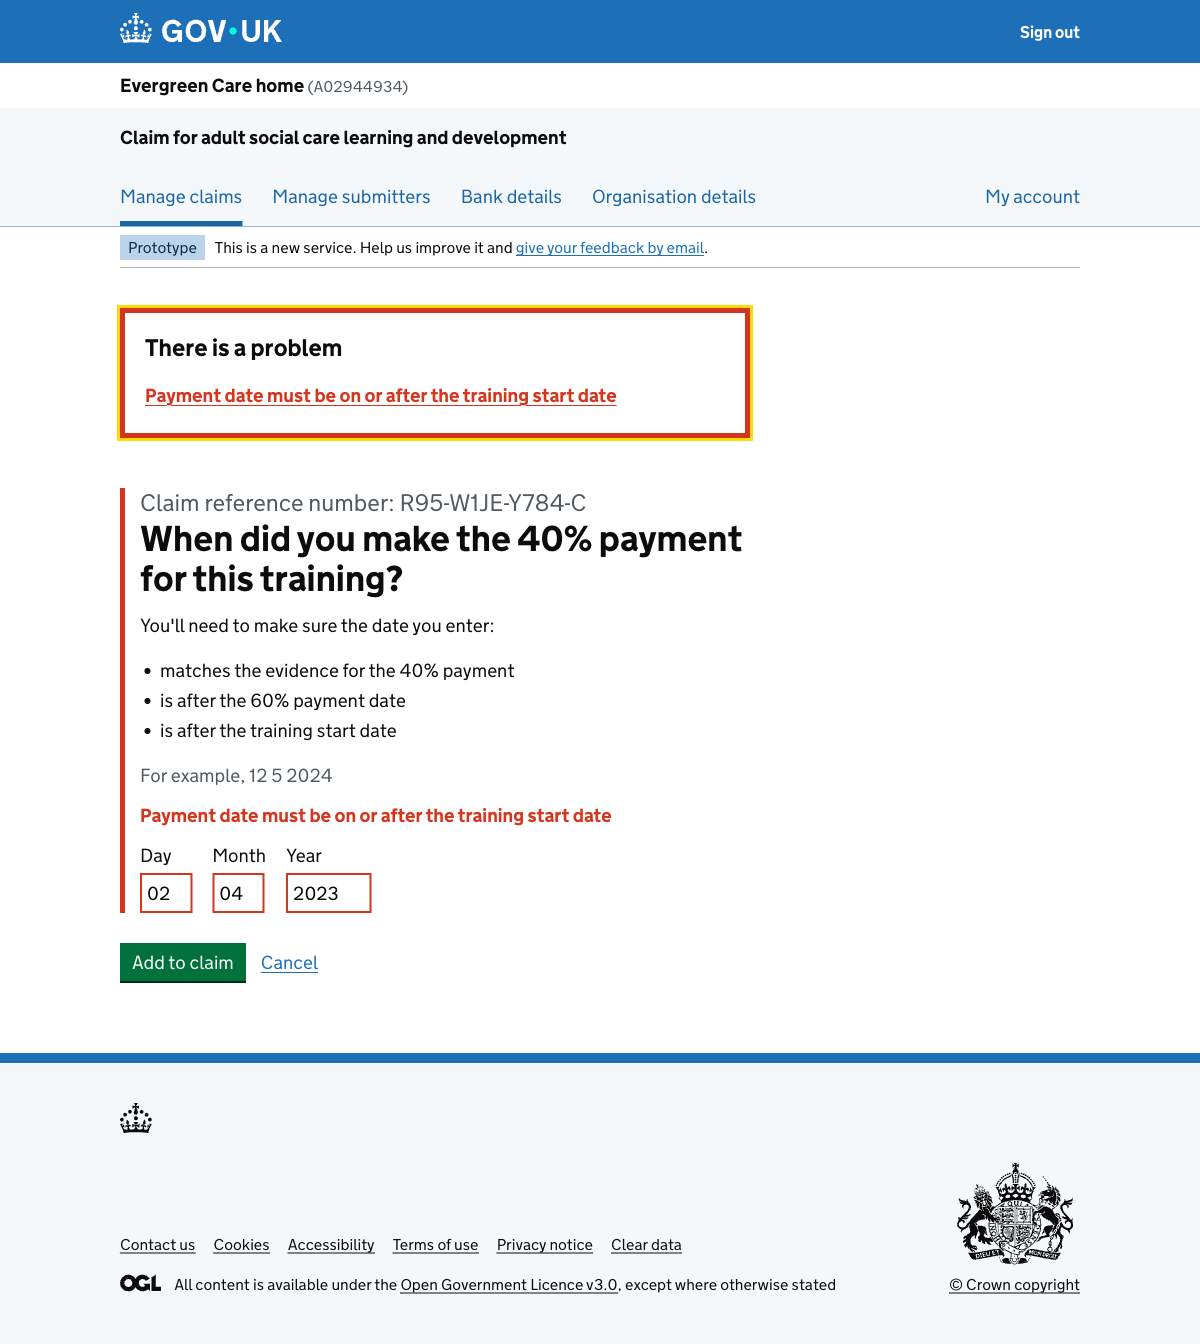 GOV·UK
Sign out
Evergreen Care home (A02944934)
Claim for adult social care learning and development
Manage claims Manage submitters Bank details Organisation details My account
Prototype This is a new service. Help us improve it and give your feedback by email.
There is a problem
Payment date must be on or after the training start date
Claim reference number: R95-W1JE-Y784-C
When did you make the 40% payment
for this training?
You'll need to make sure the date you enter:
• matches the evidence for the 40% payment
• is after the 60% payment date
• is after the training start date
For example, 12 5 2024
Payment date must be on or after the training start date
Day Month Year
02 04 2023
Add to claim Cancel
Contact us Cookies Accessibility Terms of use Privacy notice Clear data
OGL All content is available under the Open Government Licence v3.0, except where otherwise stated
© Crown copyright